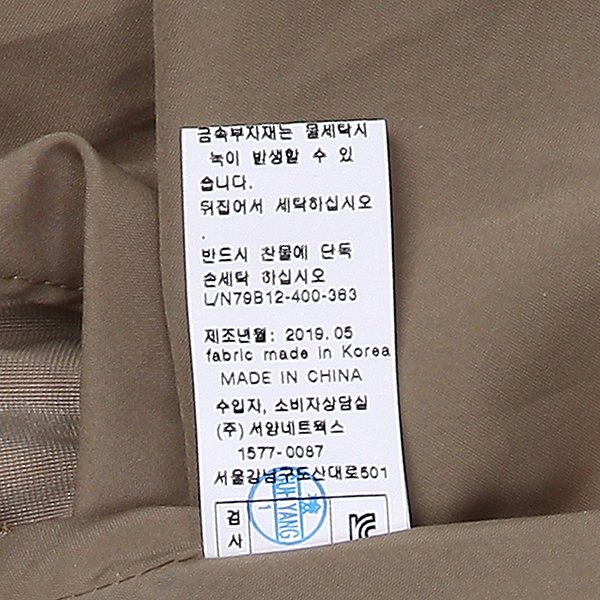 금속부자재는 물세탁시
녹이 발생할 수 있
습니다.
뒤집어서 세탁하십시오
.
반드시 찬물에 단독
손세탁 하십시오
L/N79B12-400-363
제조년월: 2019.05
fabric made in Korea
MADE IN CHINA
수입자, 소비자상담실
(주) 서양네트웍스
1577-0087
서울강남구도산대로501
검
사
1